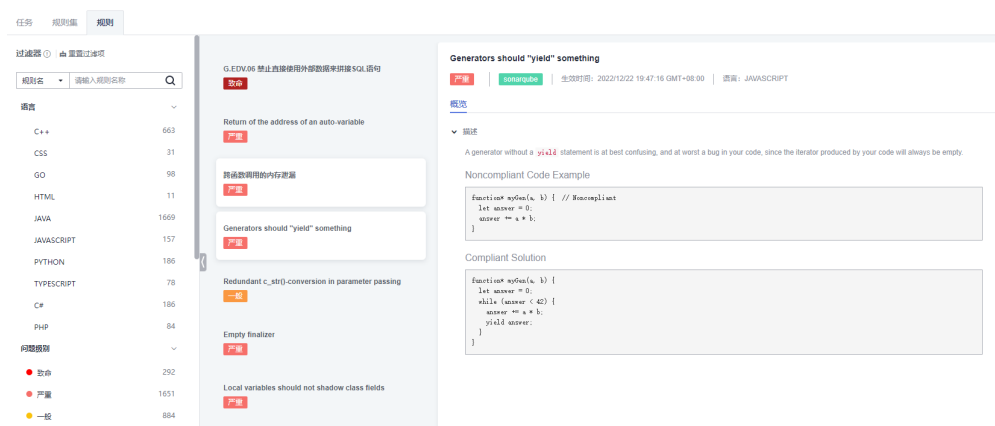 任务 规则集 规则
过滤器 重置过滤项
规则名 请输入规则名称
语言
C++ 663
CSS 31
GO 98
HTML 11
JAVA 1669
JAVASCRIPT 157
PYTHON 186
TYPESCRIPT 78
C# 186
PHP 84
问题级别
致命 292
严重 1651
一般 884
G.EDV.06 禁止直接使用外部数据来拼接SQL语句
致命
Return of the address of an auto-variable
严重
跨函数调用的内存泄漏
严重
Generators should "yield" something
严重
Redundant c_str()-conversion in parameter passing
一般
Empty finalizer
严重
Local variables should not shadow class fields
严重
Generators should "yield" something
严重 sonarqube 生效时间: 2022/12/22 19:47:16 GMT+08:00 语言: JAVASCRIPT
概览
描述
A generator without a yield statement is at best confusing, and at worst a bug in your code, since the iterator produced by your code will always be empty.
Noncompliant Code Example
function* myGen(a, b) { // Noncompliant
let answer = 0;
answer += a * b;
}
Compliant Solution
function* myGen(a, b) {
let answer = 0;
while (answer < 42) {
answer += a * b;
yield answer;
}
}